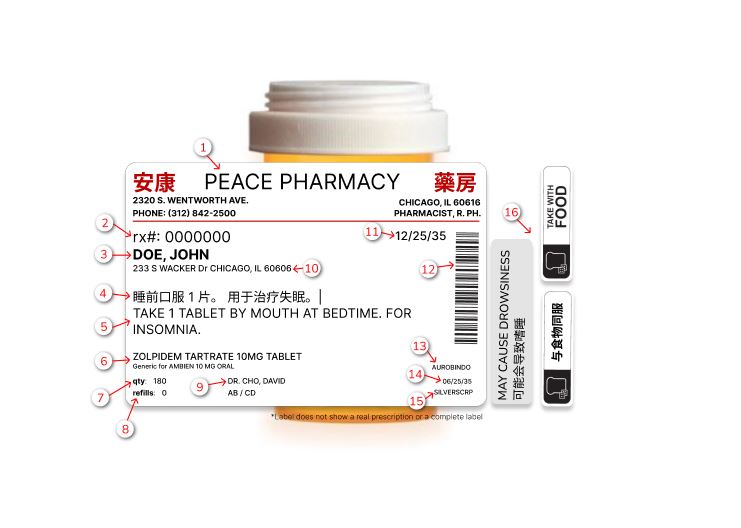 1
安康 PEACE PHARMACY 藥房
2320 S. WENTWORTH AVE. CHICAGO, IL 60616
PHONE: (312) 842-2500 PHARMACIST, R. PH.
2 rx#: 0000000 11 12/25/35
3 DOE, JOHN
233 S WACKER Dr CHICAGO, IL 60606 10
12
4 睡前口服 1 片。 用于治疗失眠。|
5 TAKE 1 TABLET BY MOUTH AT BEDTIME. FOR
INSOMNIA.
6 ZOLPIDEM TARTRATE 10MG TABLET
Generic for AMBIEN 10 MG ORAL
7 qty: 180 9 DR. CHO, DAVID
8 refills: 0 AB / CD
13 AUROBINDO
14 06/25/35
15 SILVERSCRP
*Label does not show a real prescription or a complete label
16
MAY CAUSE DROWSINESS
可能会导致嗜睡
TAKE WITH
FOOD
与食物同服